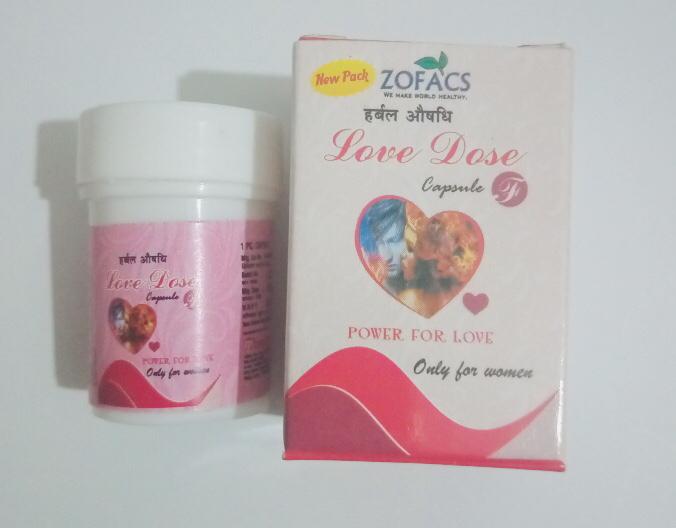 New Pack
ZOFACS
WE MAKE WORLD HEALTHY.
हर्बल औषधि
Love Dose
Capsule F
POWER FOR LOVE
Only for women
हर्बल औषधि
Love Dose
Capsule
POWER FOR LOVE
Only for women